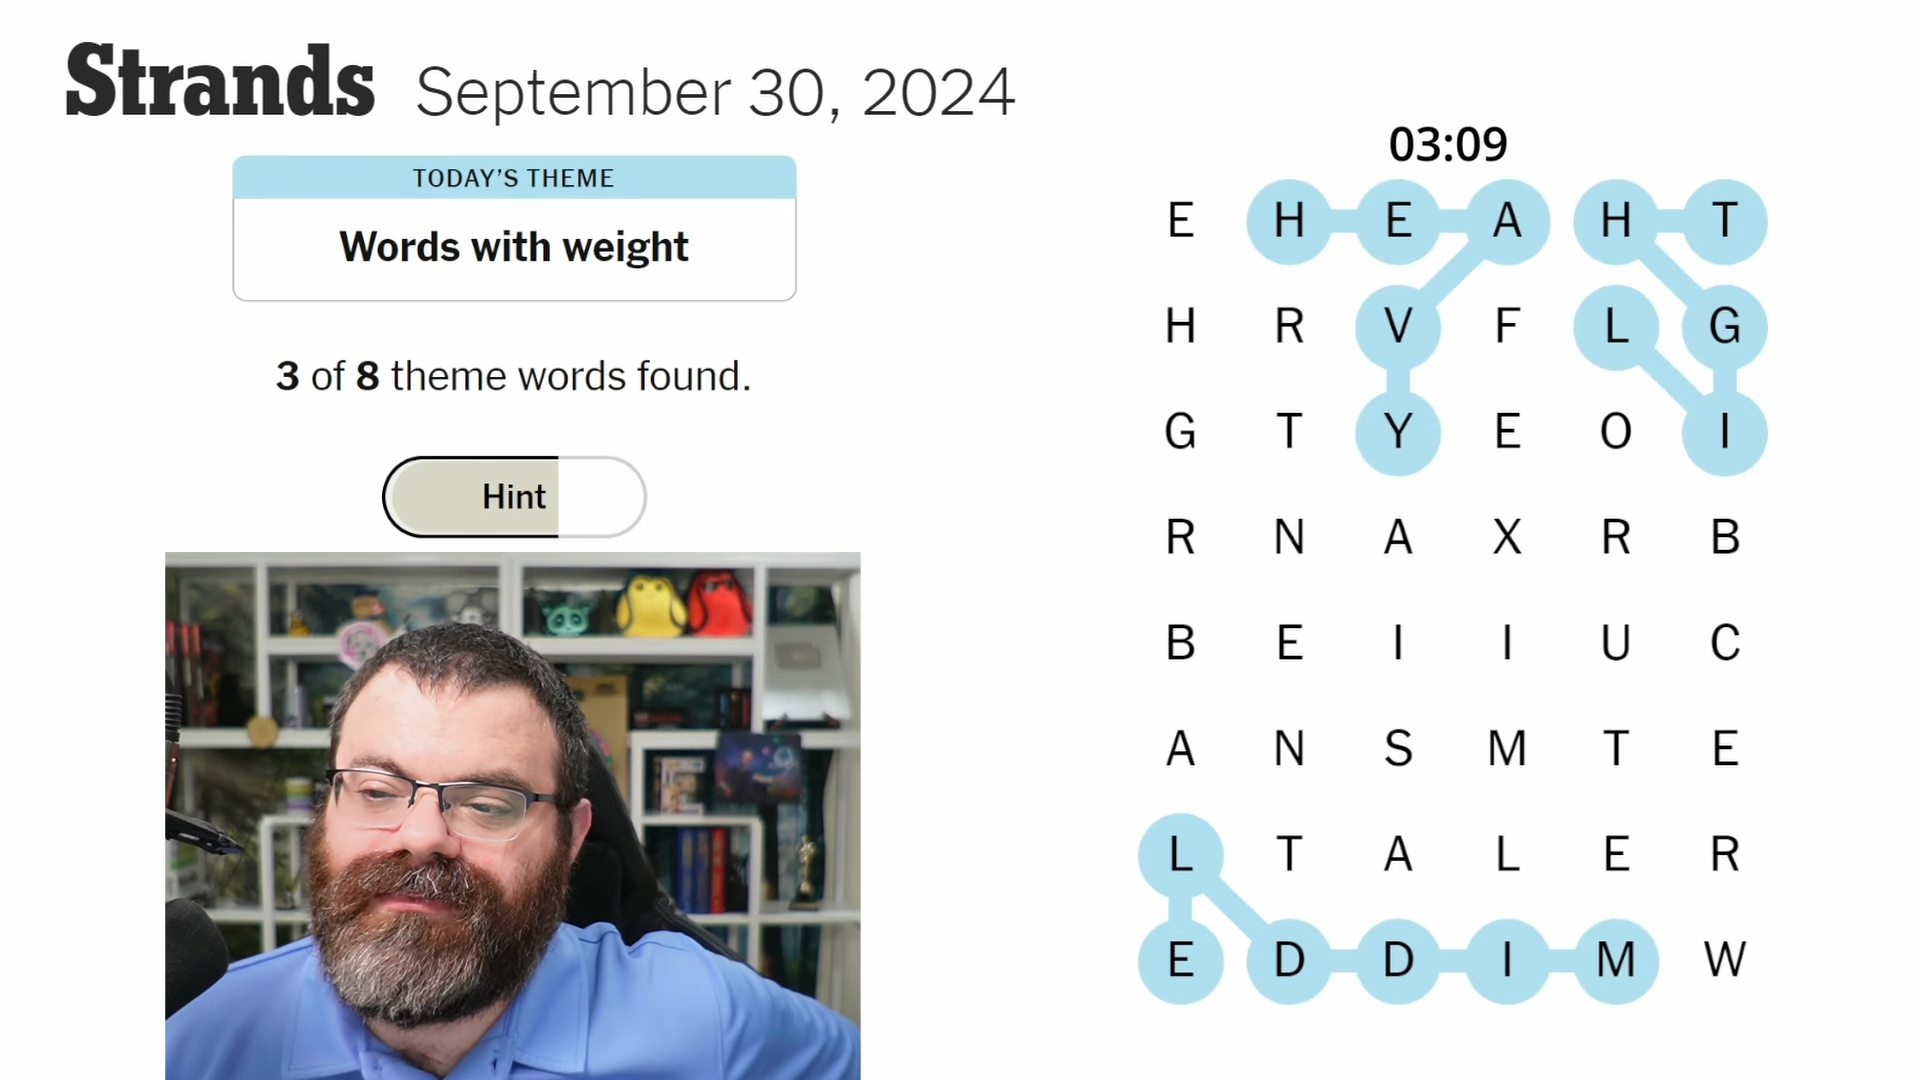 Strands September 30, 2024
TODAY'S THEME
Words with weight
3 of 8 theme words found.
Hint
03:09
E H E A H T
H R V F L G
G T Y E O I
R N A X R B
B E I I U C
A N S M T E
L T A L E R
E D D I M W